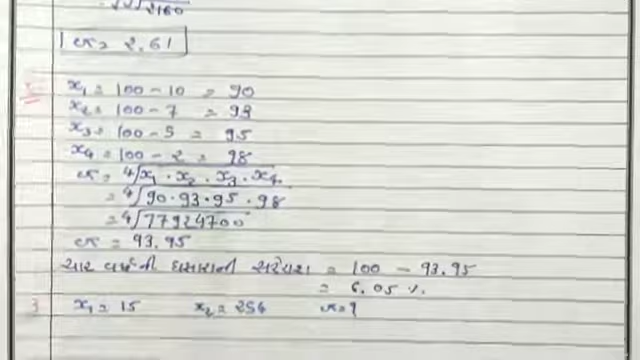 √√√2160
ગ = 2.61
x₁ = 100 - 10 = 90
x₂ = 100 - 7 = 93
x₃ = 100 - 5 = 95
x₄ = 100 - 2 = 98
ગ = ⁴√x₁ · x₂ · x₃ · x₄
= ⁴√90·93·95·98
= ⁴√77924700
ગ = 93.95
ચાર વર્ષની ઘસારાની સરેરાશ = 100 - 93.95
= 6.05 %.
3 x₁ = 15 x₂ = 256 ગ = ?